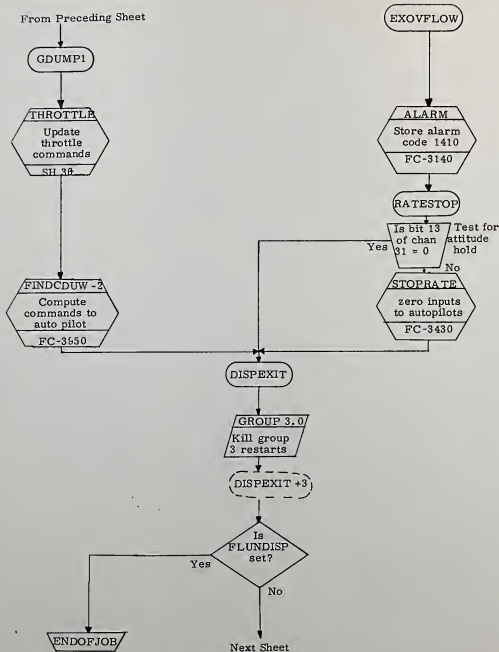 From Preceding Sheet
GDUMP1
THROTTLE
Update
throttle
commands
FINDCDUW -2
Compute
commands to
auto pilot
FC-3550
EXOVFLOW
ALARM
Store alarm
code 1410
FC-3140
RATESTOP
Is bit 13
of chan
31 = 0
Test for
attitude
hold
Yes
No
STOPRATE
zero inputs
to autopilots
FC-3430
DISPEXIT
GROUP 3.0
Kill group
3 restarts
DISPEXIT +3
Is
FLUNDISP
set?
Yes
No
ENDOFJOB
Next Sheet